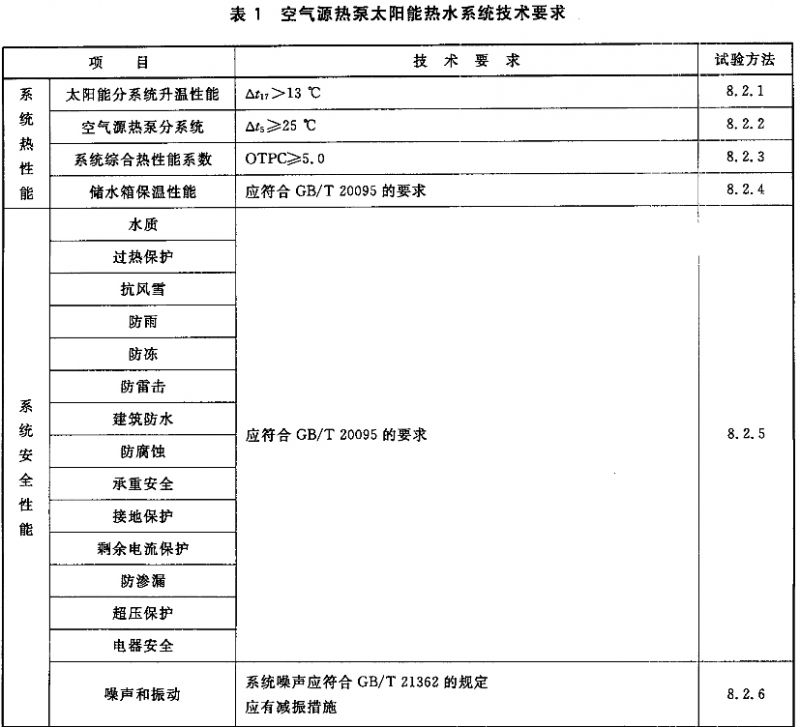 表 1 空气源热泵太阳能热水系统技术要求
项 目 技 术 要 求 试验方法
系统热性能
太阳能分系统升温性能 Δt₁₇>13 ℃ 8.2.1
空气源热泵分系统 Δt₅≥25 ℃ 8.2.2
系统综合热性能系数 OTPC≥5.0 8.2.3
储水箱保温性能 应符合 GB/T 20095 的要求 8.2.4
系统安全性能
水质
过热保护
抗风雪
防雨
防冻
防雷击
建筑防水
防腐蚀
承重安全
接地保护
剩余电流保护
防渗漏
超压保护
电器安全
应符合 GB/T 20095 的要求 8.2.5
噪声和振动 系统噪声应符合 GB/T 21362 的规定
应有减振措施 8.2.6